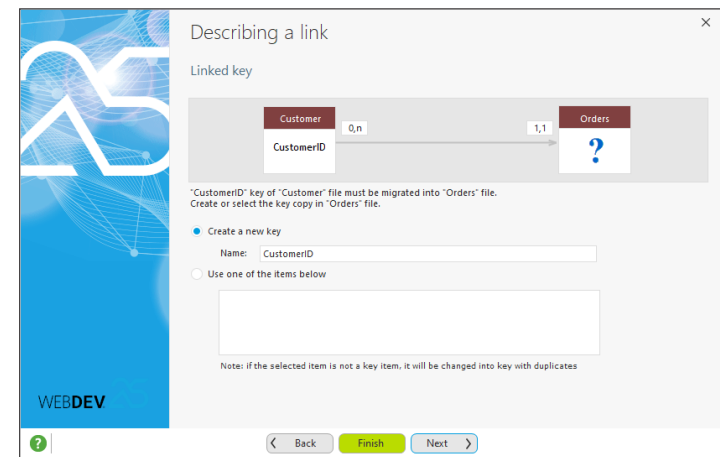 Describing a link
Linked key
Customer
Orders
0,n
1,1
CustomerID
?
"CustomerID" key of "Customer" file must be migrated into "Orders" file.
Create or select the key copy in "Orders" file.
Create a new key
Name: CustomerID
Use one of the items below
Note: if the selected item is not a key item, it will be changed into key with duplicates
WEBDEV
? Back Finish Next